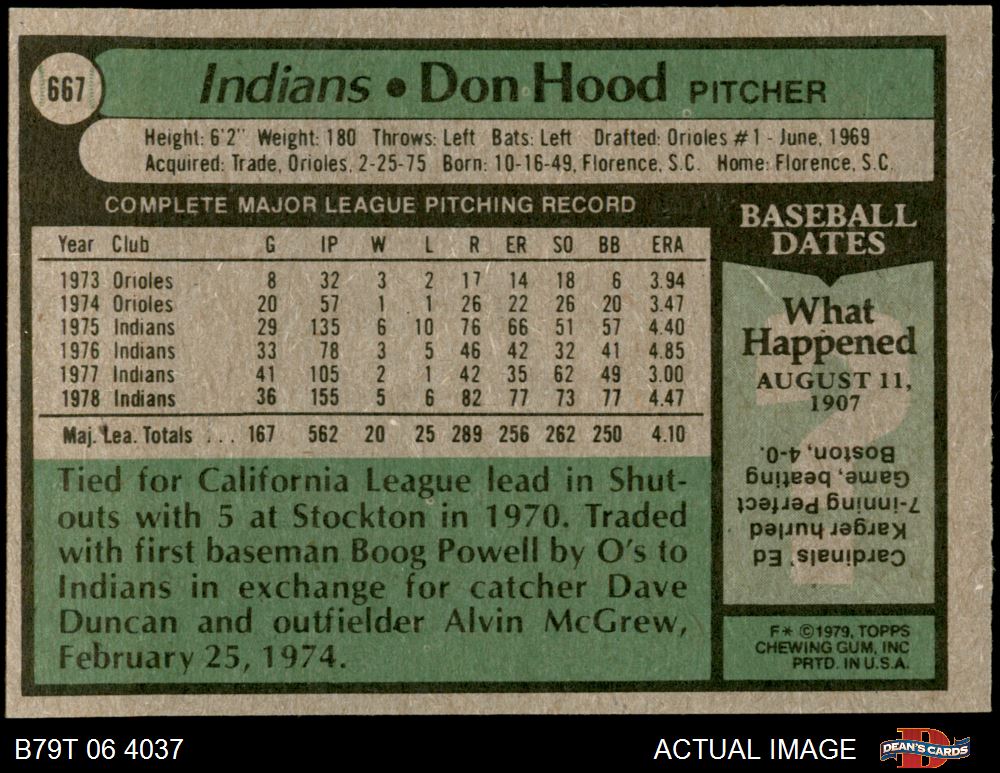 667
Indians • Don Hood PITCHER
Height: 6'2" Weight: 180 Throws: Left Bats: Left Drafted: Orioles #1 - June, 1969
Acquired: Trade, Orioles, 2-25-75 Born: 10-16-49, Florence, S.C. Home: Florence, S.C.
COMPLETE MAJOR LEAGUE PITCHING RECORD
Year Club G IP W L R ER SO BB ERA
1973 Orioles 8 32 3 2 17 14 18 6 3.94
1974 Orioles 20 57 1 1 26 22 26 20 3.47
1975 Indians 29 135 6 10 76 66 51 57 4.40
1976 Indians 33 78 3 5 46 42 32 41 4.85
1977 Indians 41 105 2 1 42 35 62 49 3.00
1978 Indians 36 155 5 6 82 77 73 77 4.47
Maj. Lea. Totals ... 167 562 20 25 289 256 262 250 4.10
Tied for California League lead in Shut-
outs with 5 at Stockton in 1970. Traded
with first baseman Boog Powell by O's to
Indians in exchange for catcher Dave
Duncan and outfielder Alvin McGrew,
February 25, 1974.
BASEBALL
DATES
What
Happened
AUGUST 11,
1907
Cardinals' Ed
Karger hurled
7-inning Perfect
Game, beating
Boston, 4-0.
F* ©1979, TOPPS
CHEWING GUM, INC
PRTD. IN U.S.A.
B79T 06 4037
ACTUAL IMAGE
DEAN'S CARDS